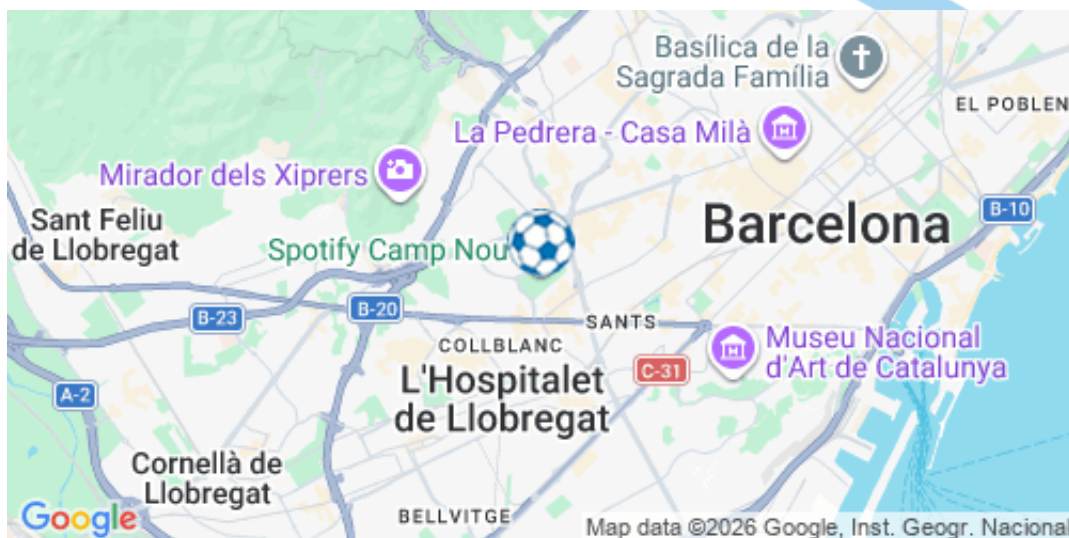 Basílica de la
Sagrada Família
EL POBLEN
La Pedrera - Casa Milà
Mirador dels Xiprers
Sant Feliu
de Llobregat
Spotify Camp Nou
Barcelona
B-10
B-23
B-20
SANTS
COLLBLANC
Museu Nacional
d'Art de Catalunya
C-31
L'Hospitalet
de Llobregat
A-2
Cornellà de
Llobregat
BELLVITGE
Google
Map data ©2026 Google, Inst. Geogr. Nacional